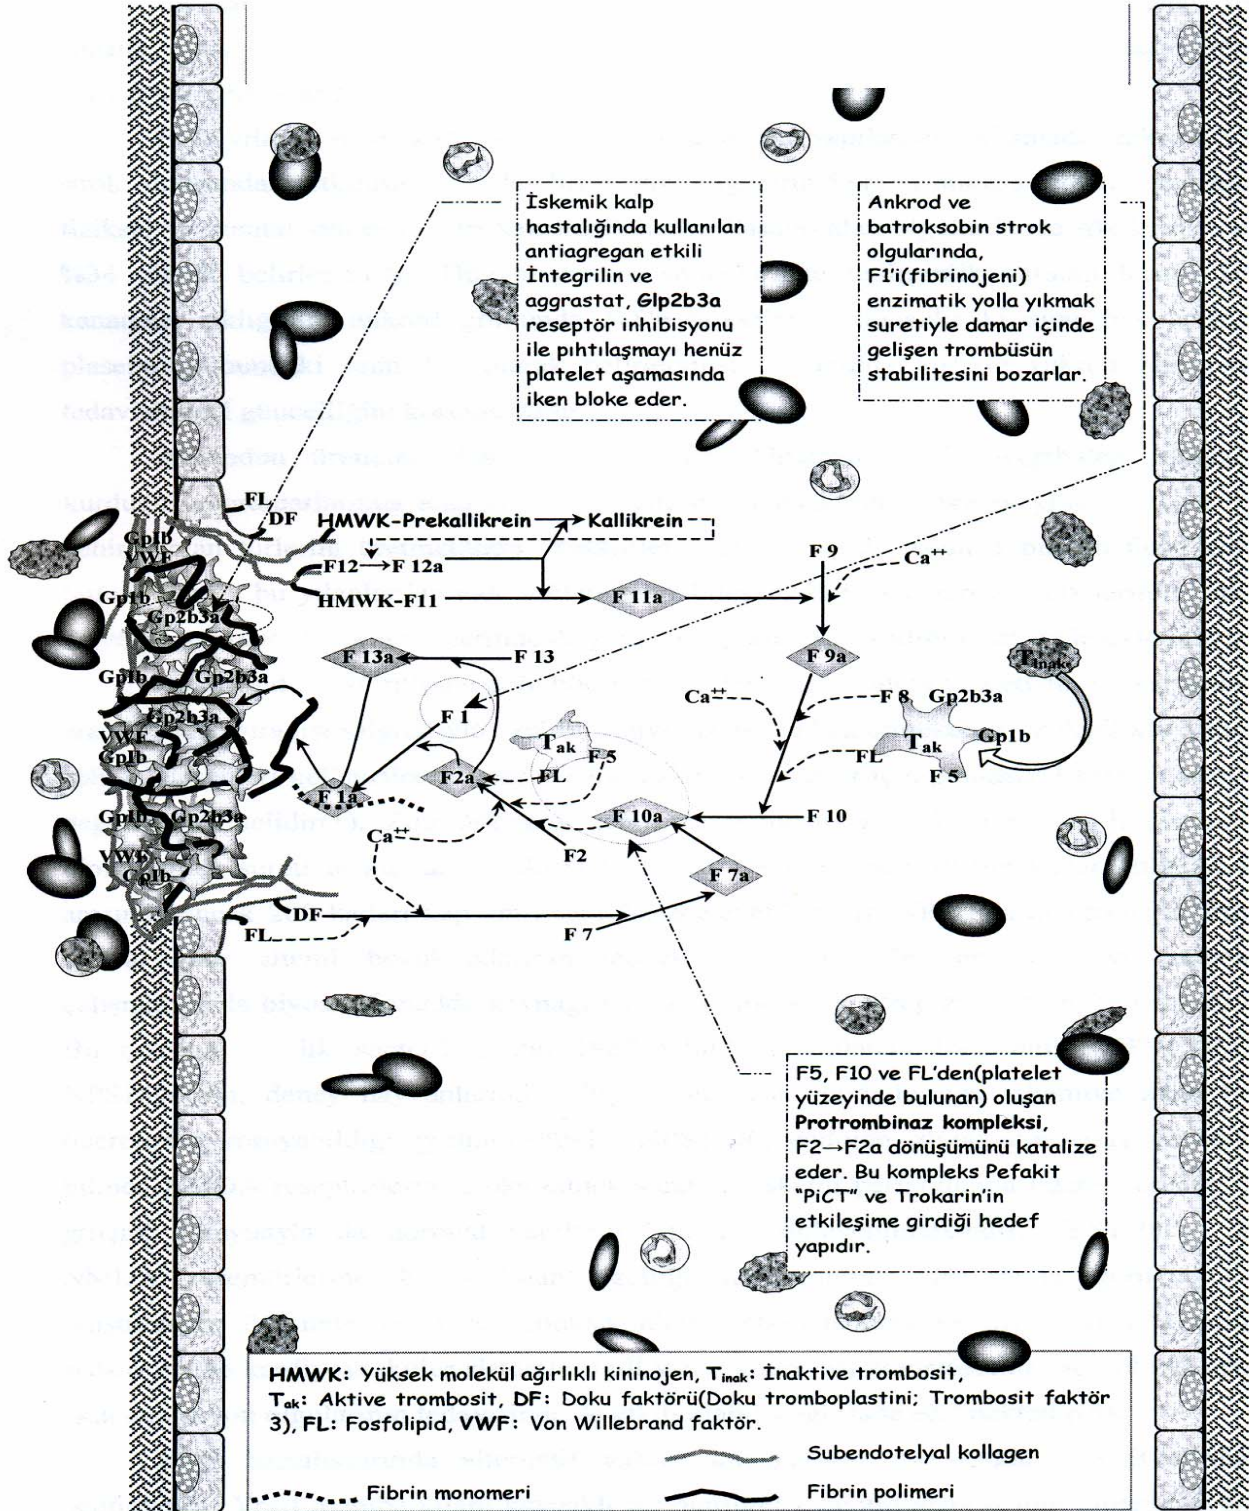 İskemik kalp
hastalığında kullanılan
antiagregan etkili
İntegrilin ve
aggrastat, Glp2b3a
reseptör inhibisyonu
ile pıhtılaşmayı henüz
platelet aşamasında
iken bloke eder.
Ankrod ve
batroksobin strok
olgularında,
F1'i(fibrinojeni)
enzimatik yolla yıkmak
suretiyle damar içinde
gelişen trombüsün
stabilitesini bozarlar.
FL
DF
HMWK-Prekallikrein
Kallikrein
GpIb
VWF
F12
F 12a
F 9
Ca++
Gp1b
HMWK-F11
F 11a
Gp2b3a
F 13a
F 13
F 9a
Tinak
GpIb
Gp2b3a
Ca++
F 8
Gp2b3a
Gp2b3a
F 1
VWF
Tak
F 5
Tak
Gp1b
GpIb
F2a
FL
FL
F 5
F 1a
GpIb
Gp2b3a
F 10a
F 10
Ca++
VWF
F2
GpIb
F 7a
DF
FL
F 7
F5, F10 ve FL'den(platelet
yüzeyinde bulunan) oluşan
Protrombinaz kompleksi,
F2→F2a dönüşümünü katalize
eder. Bu kompleks Pefakit
"PiCT" ve Trokarin'in
etkileşime girdiği hedef
yapıdır.
HMWK: Yüksek molekül ağırlıklı kininojen, Tinak: İnaktive trombosit,
Tak: Aktive trombosit, DF: Doku faktörü(Doku tromboplastini; Trombosit faktör
3), FL: Fosfolipid, VWF: Von Willebrand faktör.
Subendotelyal kollagen
Fibrin monomeri
Fibrin polimeri